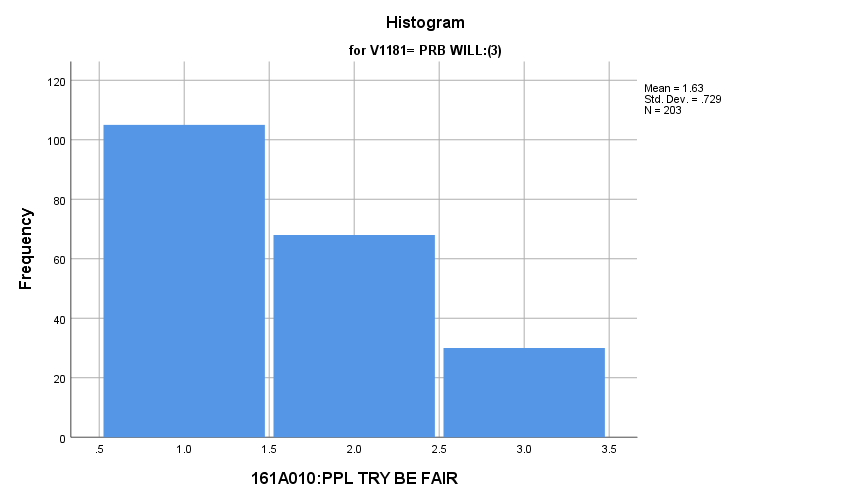 Histogram
for V1181= PRB WILL:(3)
Mean = 1.63
Std. Dev. = .729
N = 203
120
100
80
60
40
20
0
Frequency
.5 1.0 1.5 2.0 2.5 3.0 3.5
161A010:PPL TRY BE FAIR